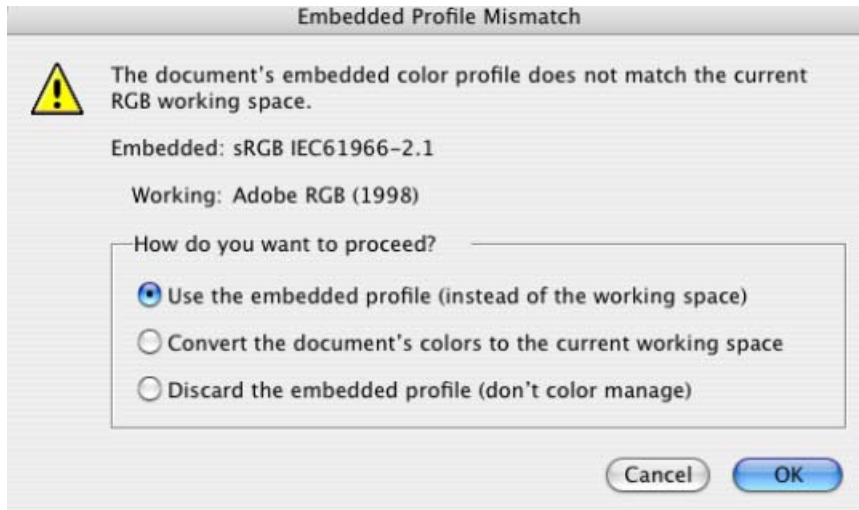 Embedded Profile Mismatch
The document's embedded color profile does not match the current
RGB working space.
Embedded: sRGB IEC61966-2.1
Working: Adobe RGB (1998)
How do you want to proceed?
Use the embedded profile (instead of the working space)
Convert the document's colors to the current working space
Discard the embedded profile (don't color manage)
Cancel OK